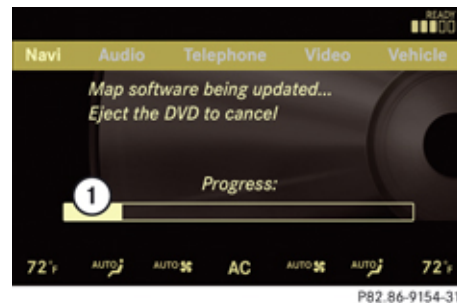 READY
Navi Audio Telephone Video Vehicle
Map software being updated...
Eject the DVD to cancel
Progress:
1
72°F AUTO AUTO AC AUTO AUTO 72°F
P82.86-9154-31